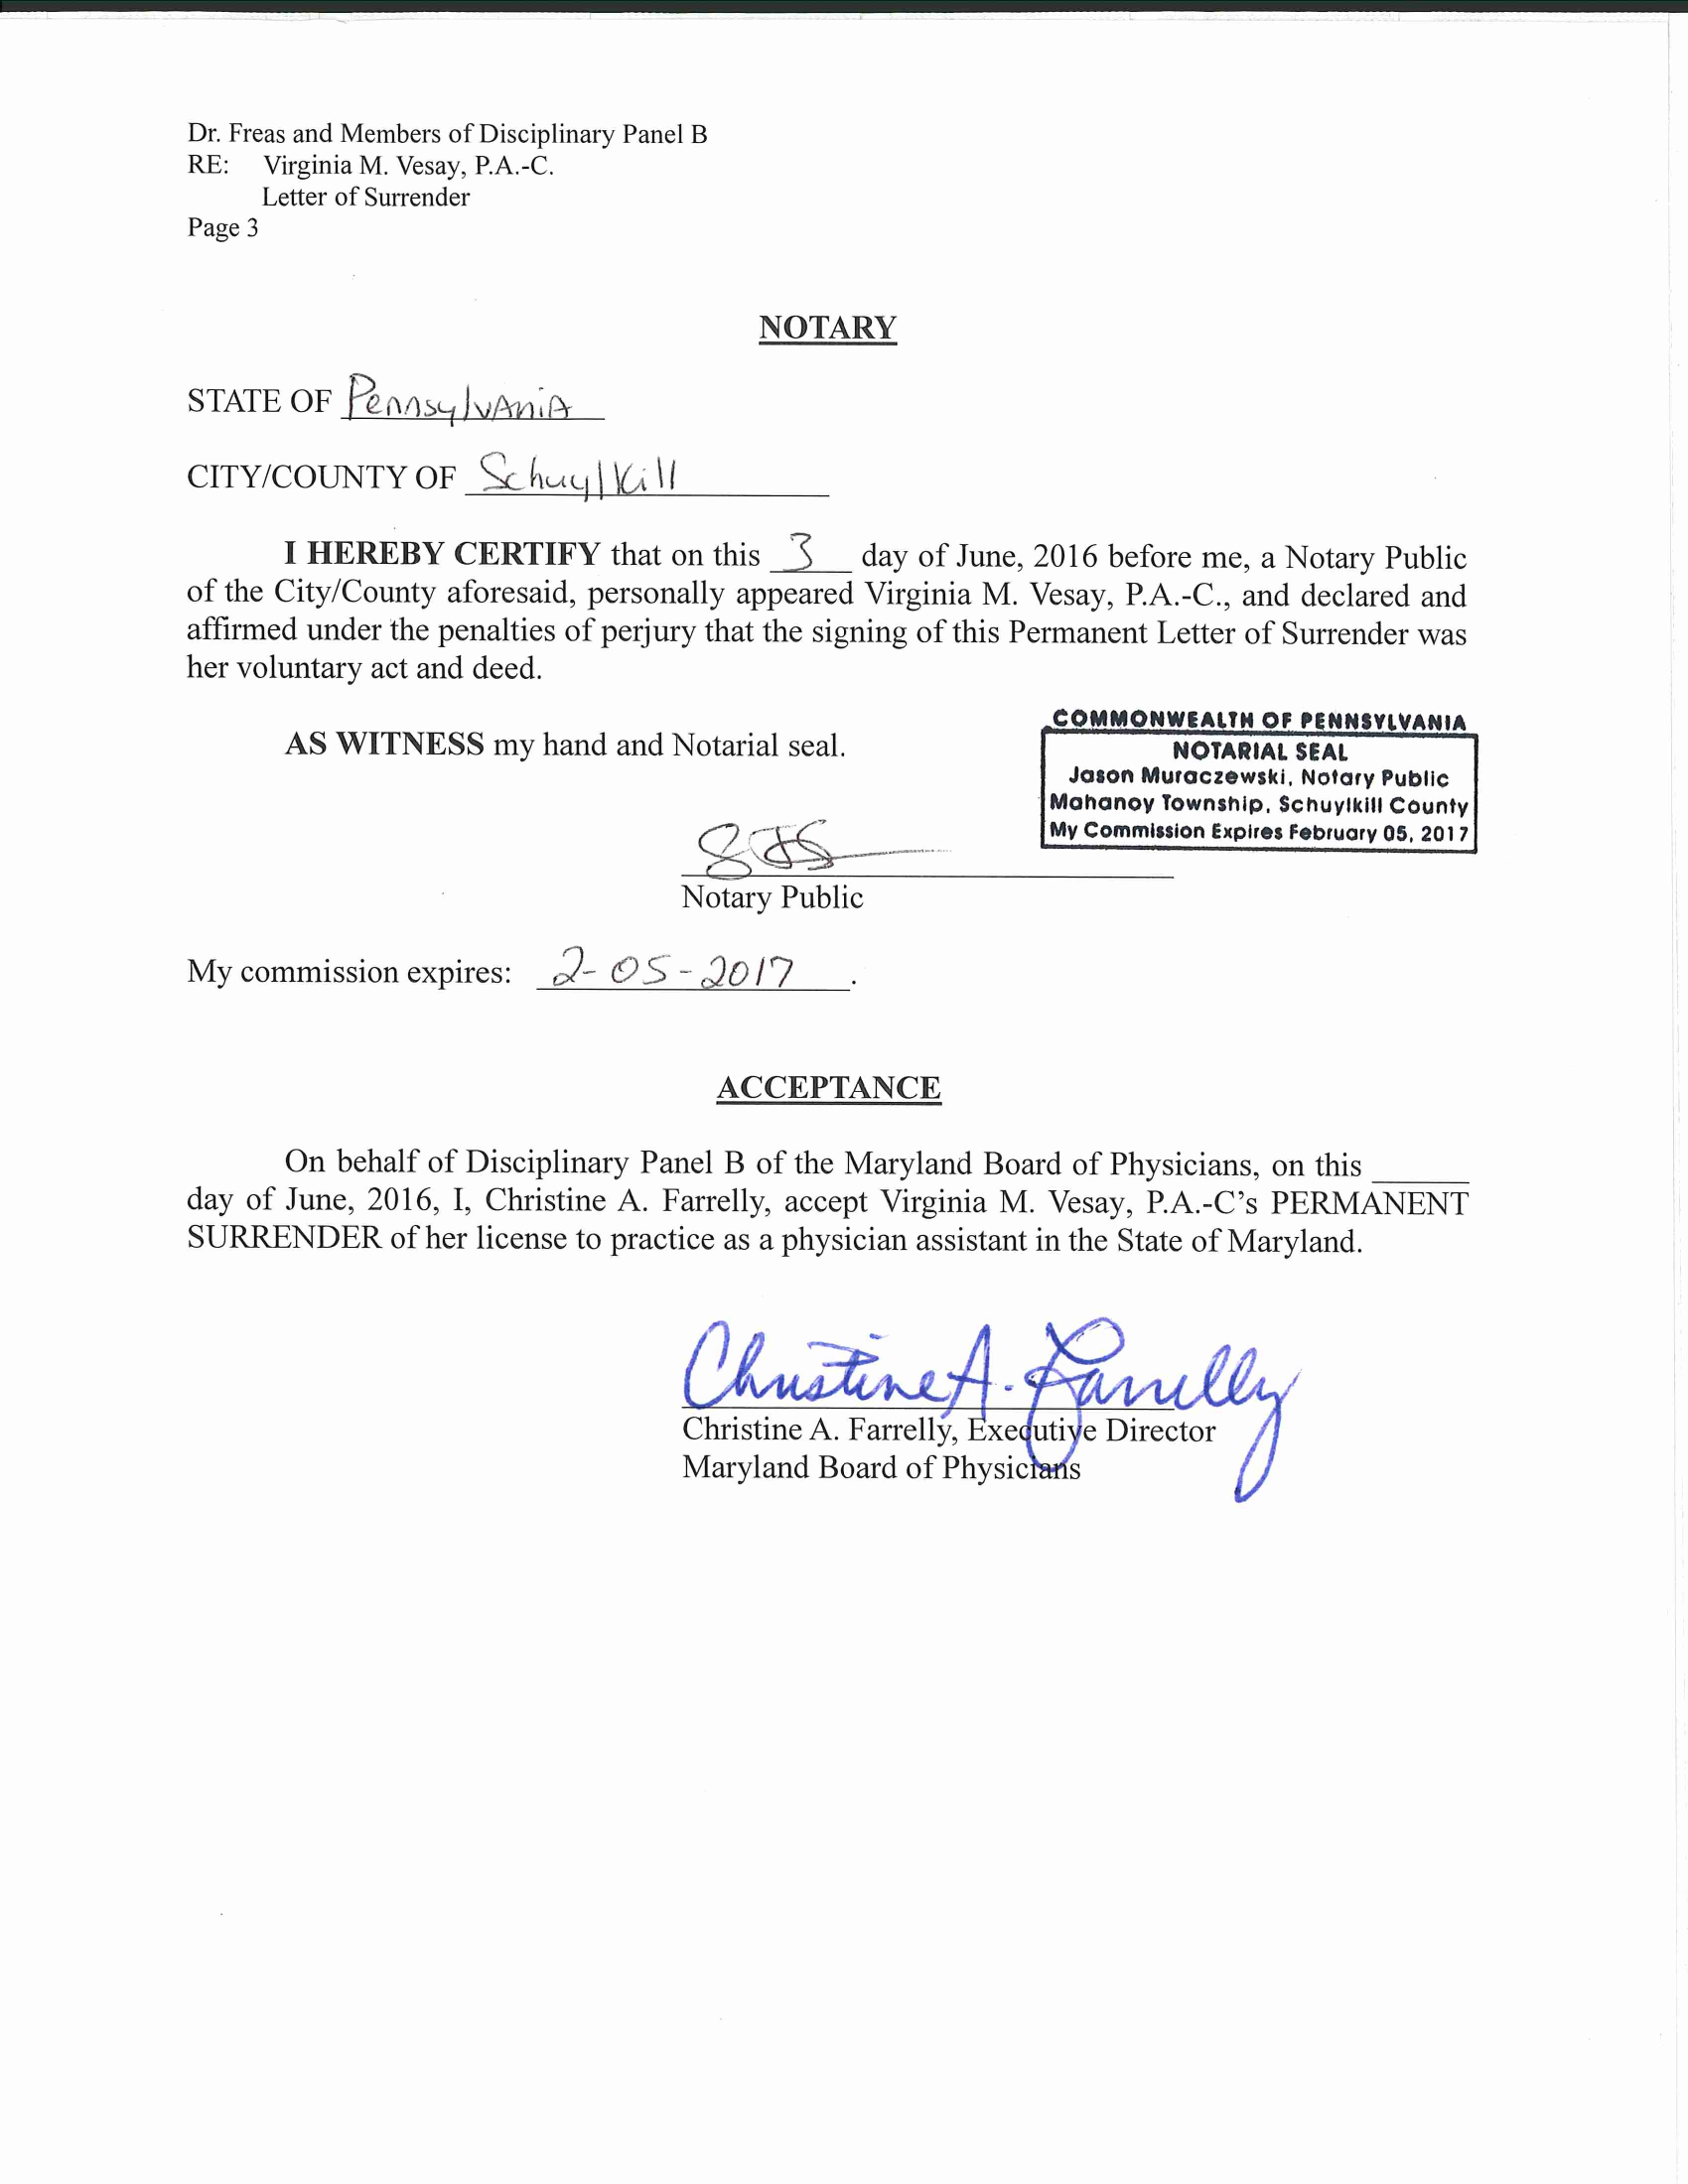 Dr. Freas and Members of Disciplinary Panel B
RE: Virginia M. Vesay, P.A.-C.
Letter of Surrender
Page 3
NOTARY
STATE OF Pennsylvania
CITY/COUNTY OF Schuylkill
I HEREBY CERTIFY that on this 3 day of June, 2016 before me, a Notary Public
of the City/County aforesaid, personally appeared Virginia M. Vesay, P.A.-C., and declared and
affirmed under the penalties of perjury that the signing of this Permanent Letter of Surrender was
her voluntary act and deed.
AS WITNESS my hand and Notarial seal.
COMMONWEALTH OF PENNSYLVANIA
NOTARIAL SEAL
Jason Muraczewski, Notary Public
Mahanoy Township, Schuylkill County
My Commission Expires February 05, 2017
Notary Public
My commission expires: 2-05-2017.
ACCEPTANCE
On behalf of Disciplinary Panel B of the Maryland Board of Physicians, on this _____
day of June, 2016, I, Christine A. Farrelly, accept Virginia M. Vesay, P.A.-C's PERMANENT
SURRENDER of her license to practice as a physician assistant in the State of Maryland.
Christine A. Farrelly
Christine A. Farrelly, Executive Director
Maryland Board of Physicians